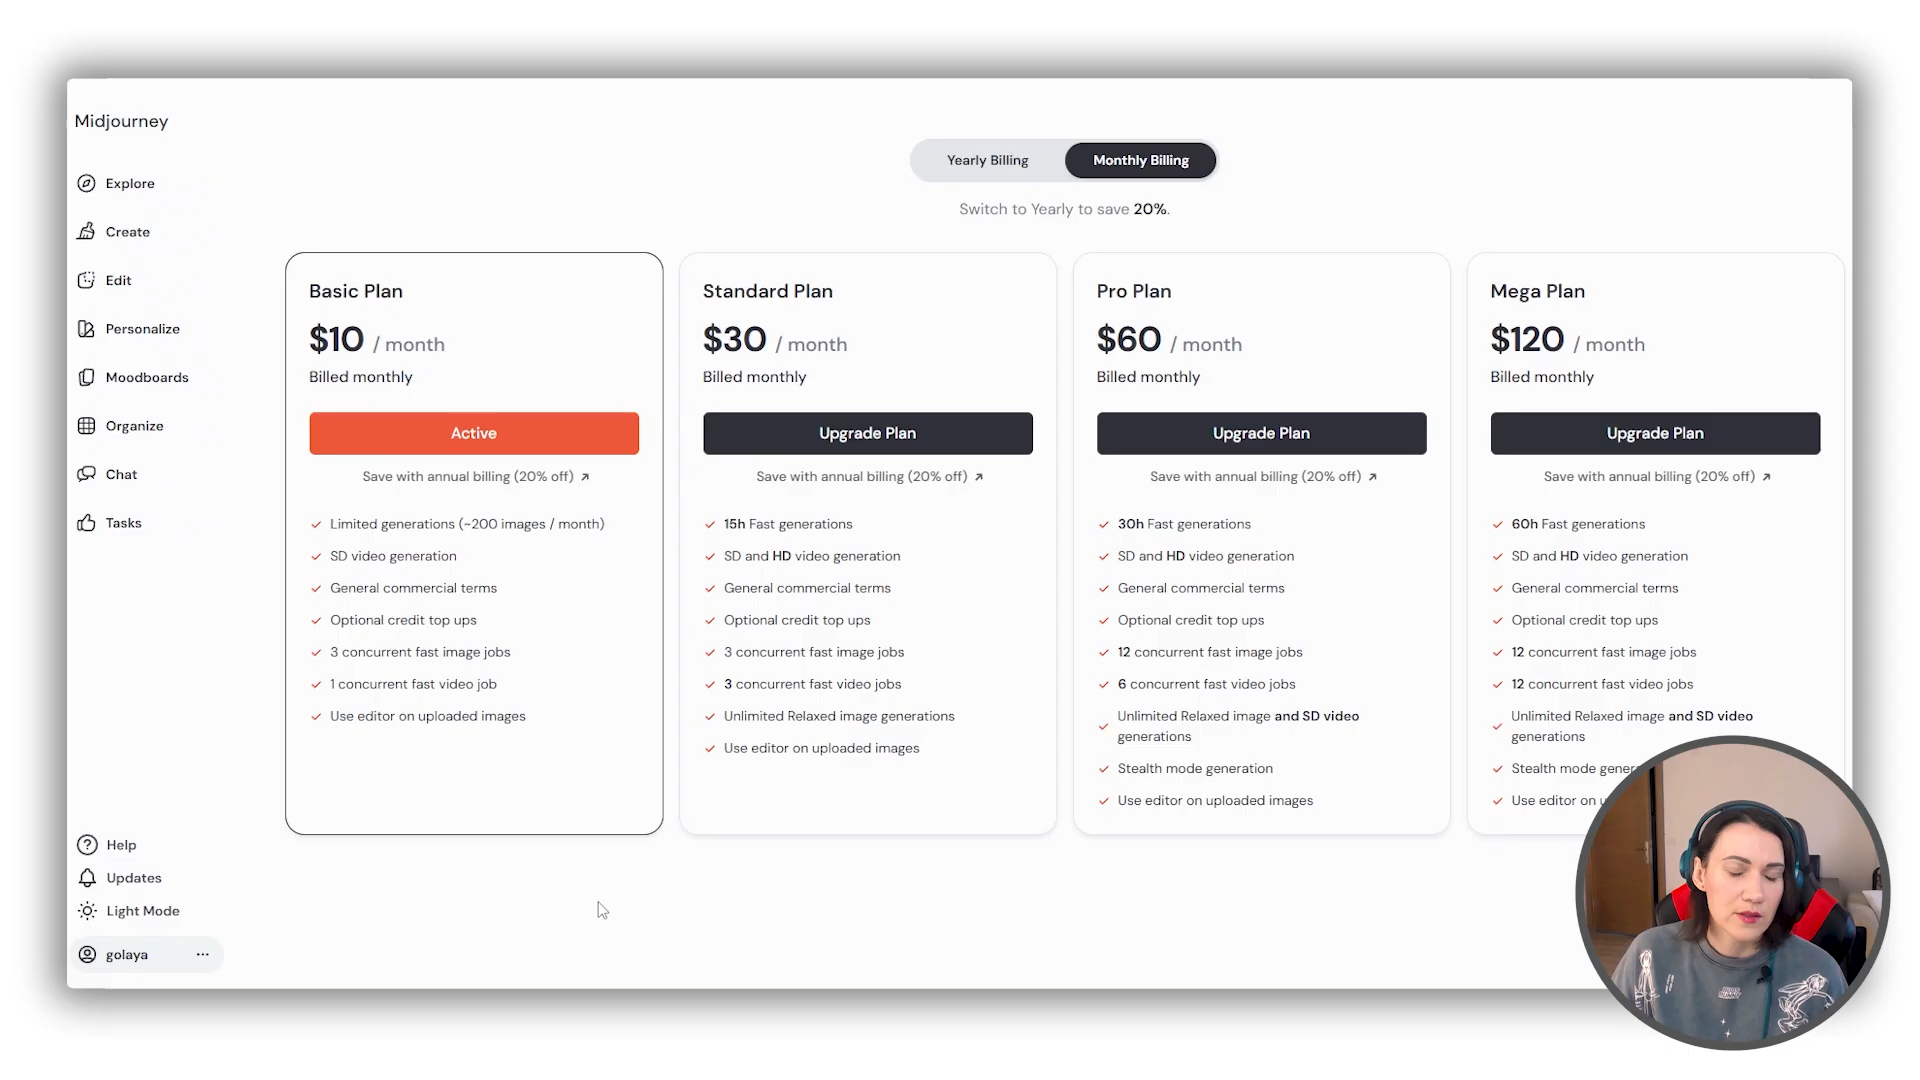 Midjourney
Explore
Create
Edit
Personalize
Moodboards
Organize
Chat
Tasks
Help
Updates
Light Mode
golaya
Yearly Billing
Monthly Billing
Switch to Yearly to save 20%.
Basic Plan
$10 / month
Billed monthly
Active
Save with annual billing (20% off)
Limited generations (~200 images / month)
SD video generation
General commercial terms
Optional credit top ups
3 concurrent fast image jobs
1 concurrent fast video job
Use editor on uploaded images
Standard Plan
$30 / month
Billed monthly
Upgrade Plan
Save with annual billing (20% off)
15h Fast generations
SD and HD video generation
General commercial terms
Optional credit top ups
3 concurrent fast image jobs
3 concurrent fast video jobs
Unlimited Relaxed image generations
Use editor on uploaded images
Pro Plan
$60 / month
Billed monthly
Upgrade Plan
Save with annual billing (20% off)
30h Fast generations
SD and HD video generation
General commercial terms
Optional credit top ups
12 concurrent fast image jobs
6 concurrent fast video jobs
Unlimited Relaxed image and SD video
generations
Stealth mode generation
Use editor on uploaded images
Mega Plan
$120 / month
Billed monthly
Upgrade Plan
Save with annual billing (20% off)
60h Fast generations
SD and HD video generation
General commercial terms
Optional credit top ups
12 concurrent fast image jobs
12 concurrent fast video jobs
Unlimited Relaxed image and SD video
generations
Stealth mode
Use editor on